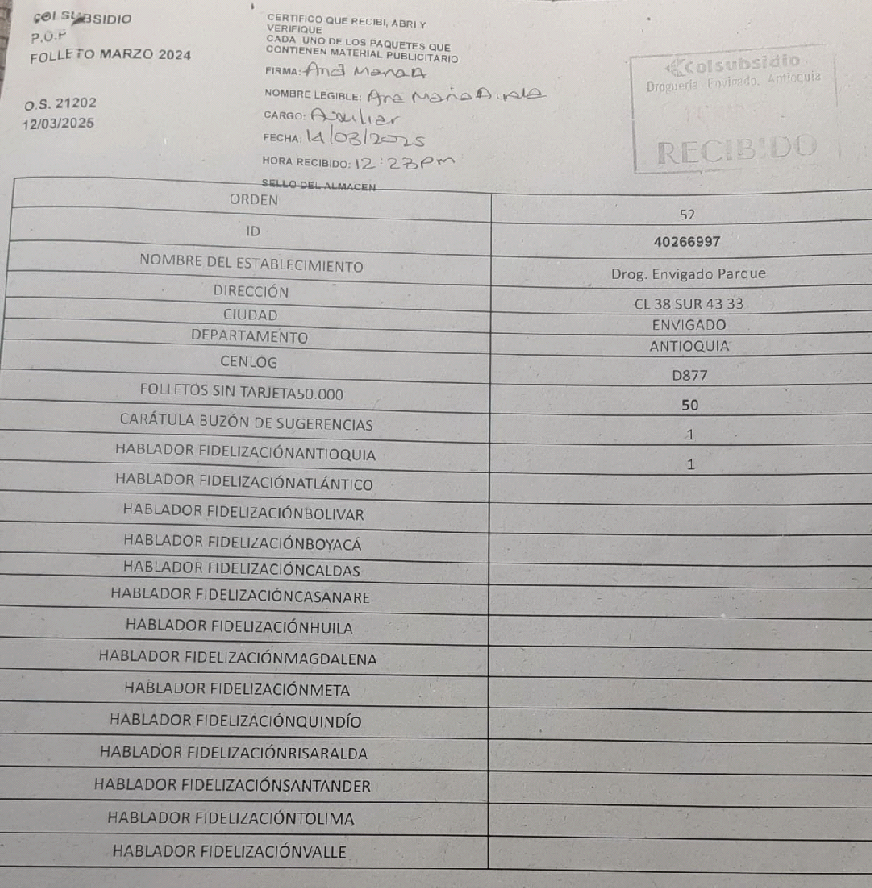 COLSUBSIDIO
P.O.P
FOLLETO MARZO 2024
O.S. 21202
12/03/2025
CERTIFICO QUE RECIBI, ABRI Y
VERIFIQUE
CADA UNO DE LOS PAQUETES QUE
CONTIENEN MATERIAL PUBLICITARIO
FIRMA: Ana Maria A
NOMBRE LEGIBLE: Ana Maria
CARGO: Auxiliar
FECHA: 14/03/2025
HORA RECIBIDO: 12:23pm
SELLO DEL ALMACEN
Colsubsidio
Droguería Envigado, Antioquia
RECIBIDO
ORDEN 52
ID 40266997
NOMBRE DEL ESTABLECIMIENTO Drog. Envigado Parque
DIRECCIÓN CL 38 SUR 43 33
CIUDAD ENVIGADO
DEPARTAMENTO ANTIOQUIA
CENLOG D877
FOLLETOS SIN TARJETA50.000 50
CARÁTULA BUZÓN DE SUGERENCIAS 1
HABLADOR FIDELIZACIÓNANTIOQUIA 1
HABLADOR FIDELIZACIÓNATLÁNTICO
HABLADOR FIDELIZACIÓNBOLIVAR
HABLADOR FIDELIZACIÓNBOYACÁ
HABLADOR FIDELIZACIÓNCALDAS
HABLADOR FIDELIZACIÓNCASANARE
HABLADOR FIDELIZACIÓNHUILA
HABLADOR FIDELIZACIÓNMAGDALENA
HABLADOR FIDELIZACIÓNMETA
HABLADOR FIDELIZACIÓNQUINDÍO
HABLADOR FIDELIZACIÓNRISARALDA
HABLADOR FIDELIZACIÓNSANTANDER
HABLADOR FIDELIZACIÓNTOLIMA
HABLADOR FIDELIZACIÓNVALLE